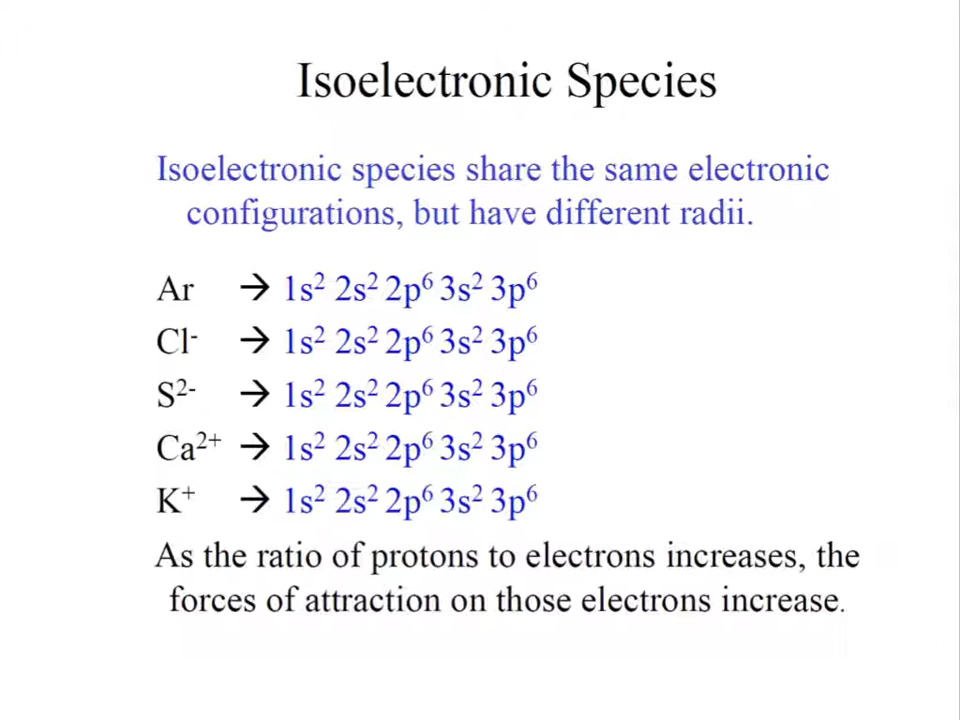 Isoelectronic Species
Isoelectronic species share the same electronic
configurations, but have different radii.
Ar → 1s² 2s² 2p⁶ 3s² 3p⁶
Cl⁻ → 1s² 2s² 2p⁶ 3s² 3p⁶
S²⁻ → 1s² 2s² 2p⁶ 3s² 3p⁶
Ca²⁺ → 1s² 2s² 2p⁶ 3s² 3p⁶
K⁺ → 1s² 2s² 2p⁶ 3s² 3p⁶
As the ratio of protons to electrons increases, the
forces of attraction on those electrons increase.